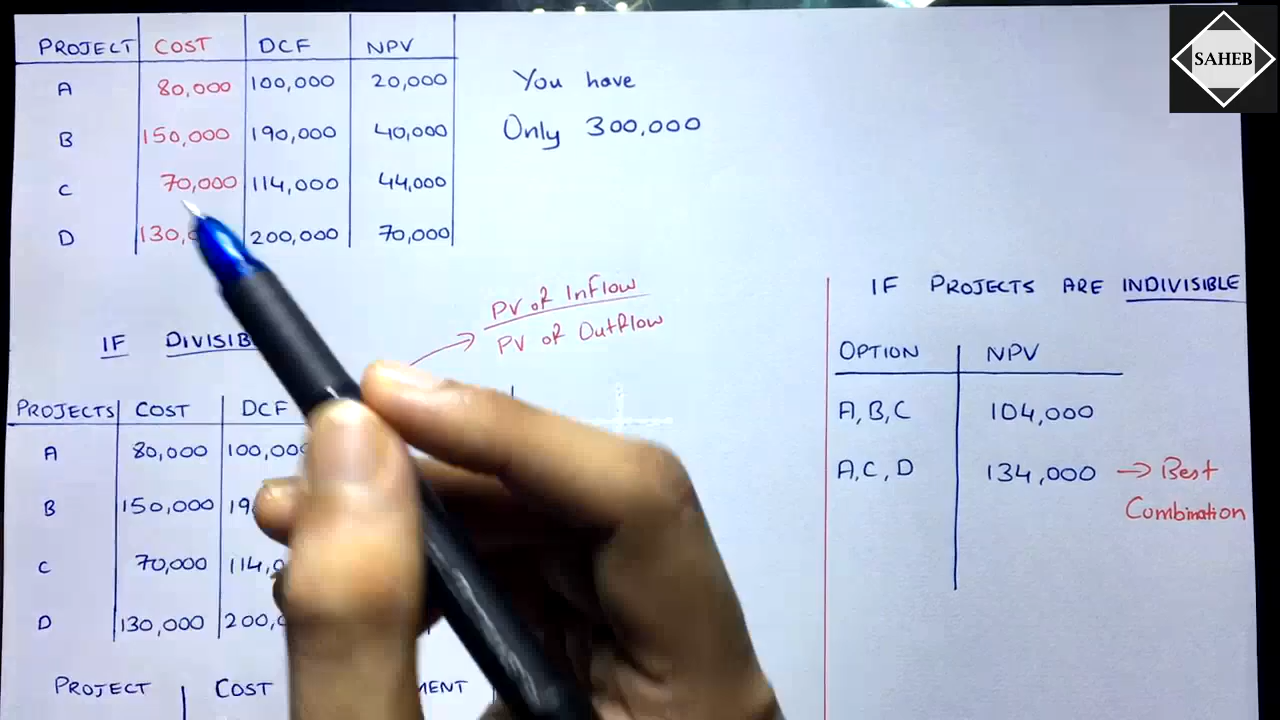 SAHEB
PROJECT COST DCF NPV
A 80,000 100,000 20,000
B 150,000 190,000 40,000
C 70,000 114,000 44,000
D 200,000 70,000
You have
Only 300,000
PV of Inflow
PV of Outflow
IF
PROJECTS COST DCF
A 80,000
B 150,000
C 70,000
D 130,000
PROJECT COST
IF PROJECTS ARE INDIVISIBLE
OPTION NPV
A, B, C 104,000
A, C, D 134,000 → Best
Combination